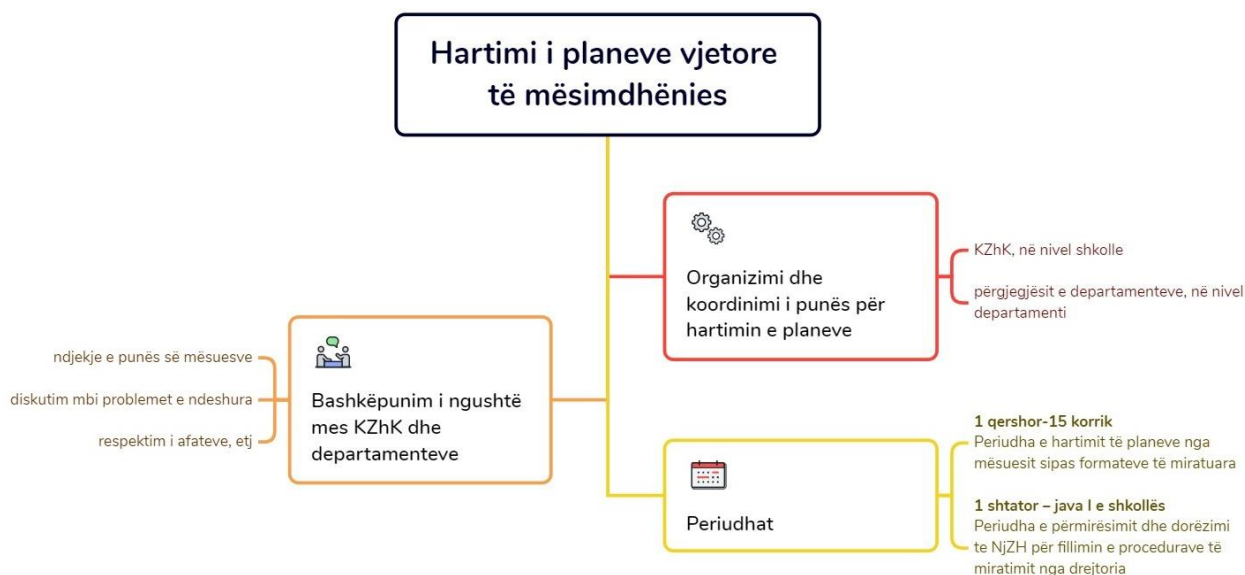 Hartimi i planeve vjetore
të mësimdhënies
Organizimi dhe
koordinimi i punës për
hartimin e planeve
KZhK, në nivel shkolle
përgjegjësit e departamenteve, në nivel
departamenti
Bashkëpunim i ngushtë
mes KZhK dhe
departamenteve
ndjekje e punës së mësuesve
diskutim mbi problemet e ndeshura
respektim i afateve, etj
Periudhat
1 qershor-15 korrik
Periudha e hartimit të planeve nga
mësuesit sipas formateve të miratuara
1 shtator – java I e shkollës
Periudha e përmirësimit dhe dorëzimi
te NjZH për fillimin e procedurave të
miratimit nga drejtoria